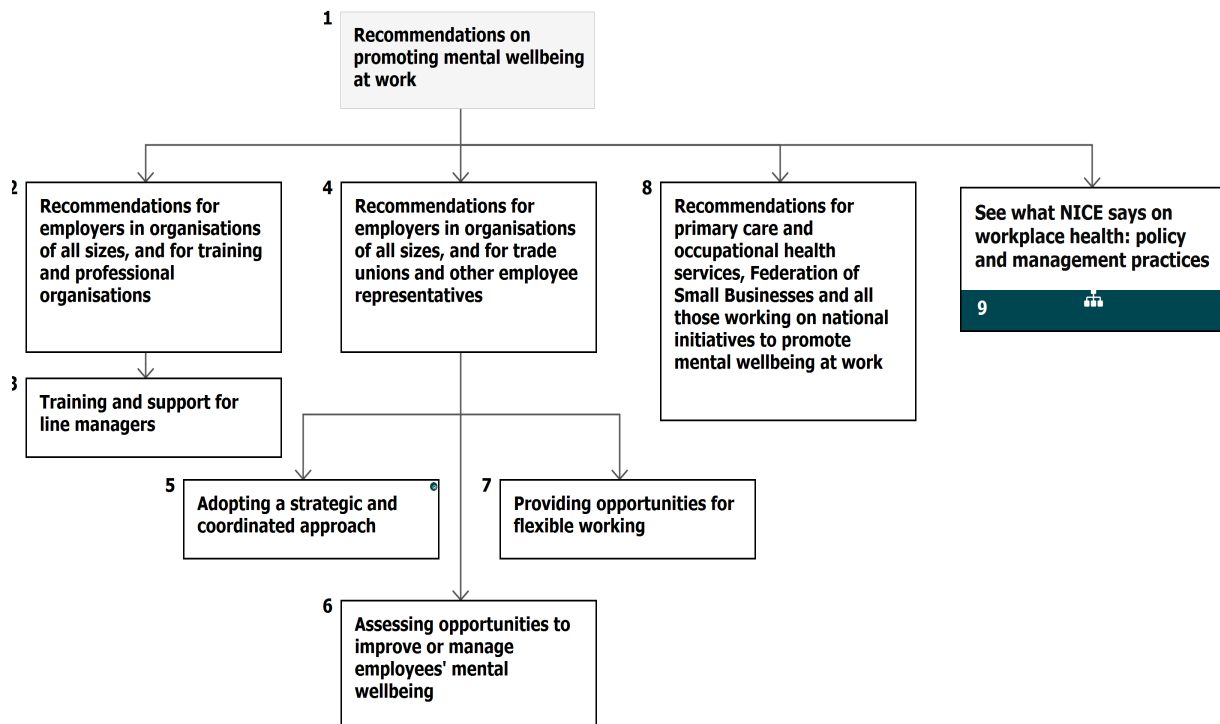 1
Recommendations on
promoting mental wellbeing
at work
2
Recommendations for
employers in organisations
of all sizes, and for training
and professional
organisations
4
Recommendations for
employers in organisations
of all sizes, and for trade
unions and other employee
representatives
8
Recommendations for
primary care and
occupational health
services, Federation of
Small Businesses and all
those working on national
initiatives to promote
mental wellbeing at work
See what NICE says on
workplace health: policy
and management practices
9
3
Training and support for
line managers
5
Adopting a strategic and
coordinated approach
7
Providing opportunities for
flexible working
6
Assessing opportunities to
improve or manage
employees' mental
wellbeing